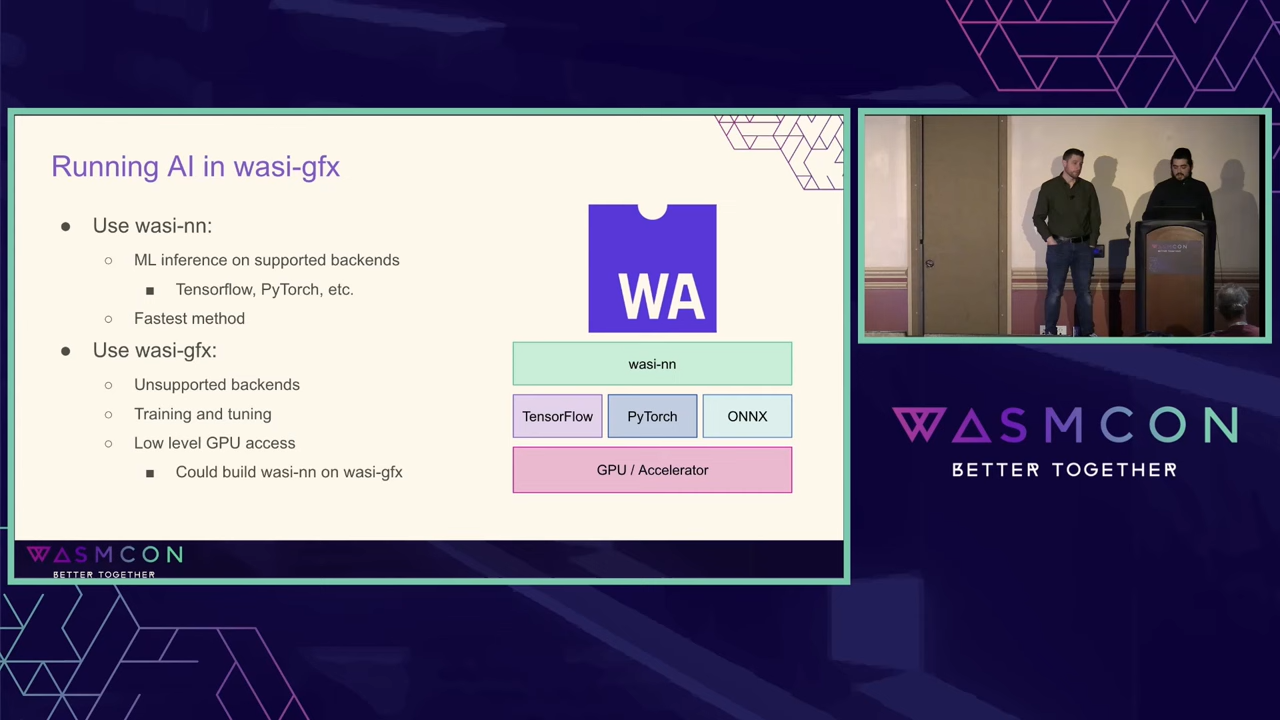 Running AI in wasi-gfx
● Use wasi-nn:
○ ML inference on supported backends
■ Tensorflow, PyTorch, etc.
○ Fastest method
● Use wasi-gfx:
○ Unsupported backends
○ Training and tuning
○ Low level GPU access
■ Could build wasi-nn on wasi-gfx
WA
wasi-nn
TensorFlow
PyTorch
ONNX
GPU / Accelerator
WASMCON
BETTER TOGETHER
WASMCON
WASMCON
BETTER TOGETHER